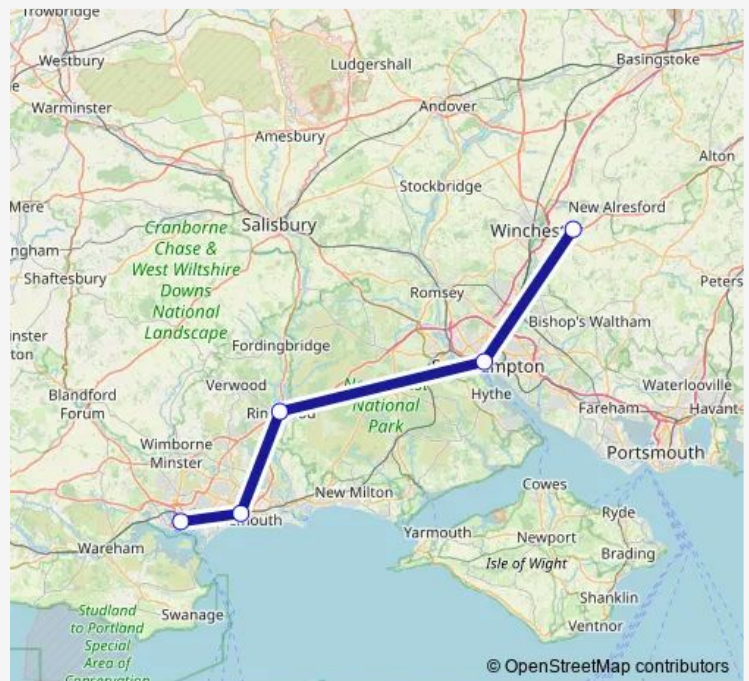 Trowbridge
Westbury
Ludgershall
Basingstoke
Warminster
Andover
Amesbury
Alton
Stockbridge
Mere
New Alresford
Salisbury
Cranborne
Chase &
West Wiltshire
Downs
National
Landscape
Shaftesbury
Romsey
Bishop's Waltham
Fordingbridge
Verwood
Blandford
Forum
National
Park
Hythe
Waterlooville
Fareham
Havant
Wimborne
Minster
Portsmouth
New Milton
Cowes
Ryde
Yarmouth
Newport
Brading
Isle of Wight
Wareham
Shanklin
Swanage
Ventnor
Studland
to Portland
Special
Area of
Conservation
© OpenStreetMap contributors